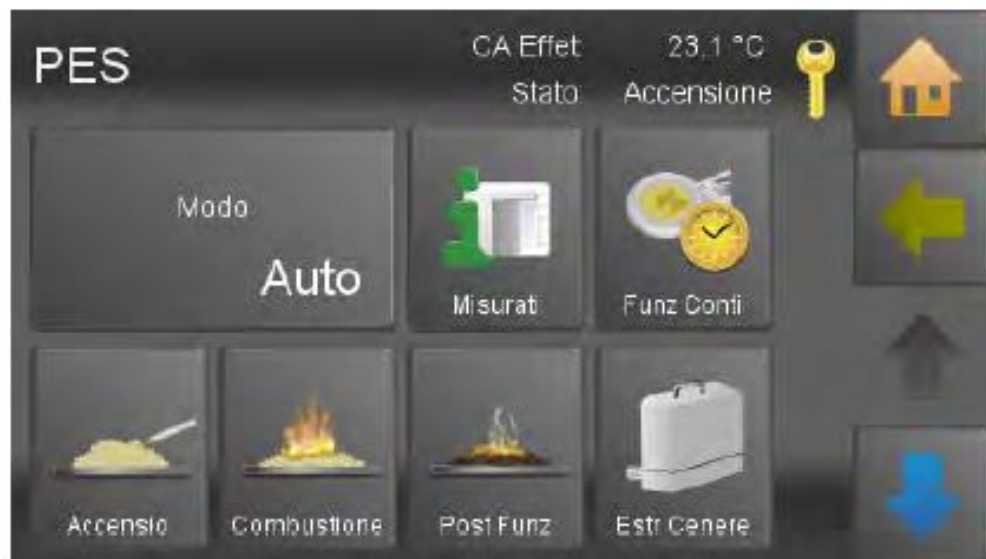 PES
CA Effet 23,1 °C
Stato Accensione
Modo
Auto
Misurati
Funz Conti
Accensio
Combustione
Post Funz
Estr Cenere